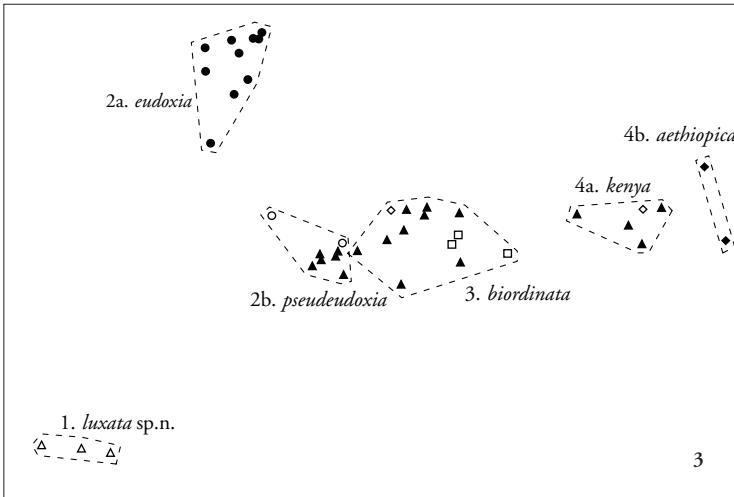 2a. eudoxia
4b. aethiopica
4a. kenya
2b. pseudeudoxia
3. biordinata
1. luxata sp.n.
3